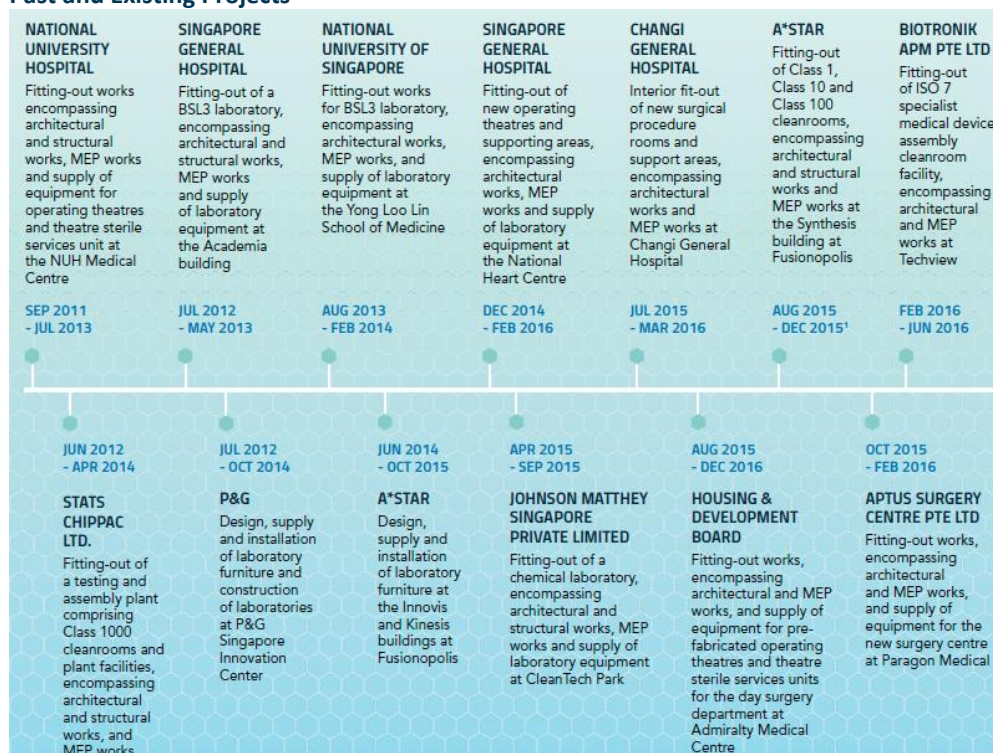 Past and Existing Projects
NATIONAL
UNIVERSITY
HOSPITAL
Fitting-out works
encompassing
architectural
and structural
works, MEP works
and supply of
equipment for
operating theatres
and theatre sterile
services unit at
the NUH Medical
Centre
SEP 2011
- JUL 2013
SINGAPORE
GENERAL
HOSPITAL
Fitting-out of a
BSL3 laboratory,
encompassing
architectural and
structural works,
MEP works
and supply
of laboratory
equipment at
the Academia
building
JUL 2012
- MAY 2013
NATIONAL
UNIVERSITY OF
SINGAPORE
Fitting-out works
for BSL3 laboratory,
encompassing
architectural works,
MEP works, and
supply of laboratory
equipment at
the Yong Loo Lin
School of Medicine
AUG 2013
- FEB 2014
SINGAPORE
GENERAL
HOSPITAL
Fitting-out of
new operating
theatres and
supporting areas,
encompassing
architectural
works, MEP
works and supply
of laboratory
equipment at
the National
Heart Centre
DEC 2014
- FEB 2016
CHANGI
GENERAL
HOSPITAL
Interior fit-out
of new surgical
procedure
rooms and
support areas,
encompassing
architectural
works and
MEP works at
Changi General
Hospital
JUL 2015
- MAR 2016
A*STAR
Fitting-out
of Class 1,
Class 10 and
Class 100
cleanrooms,
encompassing
architectural
and structural
works and
MEP works at
the Synthesis
building at
Fusionopolis
AUG 2015
- DEC 2015¹
BIOTRONIK
APM PTE LTD
Fitting-out
of ISO 7
specialist
medical device
assembly
cleanroom
facility,
encompassing
architectural
and MEP
works at
Techview
FEB 2016
- JUN 2016
JUN 2012
- APR 2014
STATS
CHIPPAC
LTD.
Fitting-out of
a testing and
assembly plant
comprising
Class 1000
cleanrooms and
plant facilities,
encompassing
architectural
and structural
works, and
MEP works
JUL 2012
- OCT 2014
P&G
Design, supply
and installation
of laboratory
furniture and
construction
of laboratories
at P&G
Singapore
Innovation
Center
JUN 2014
- OCT 2015
A*STAR
Design,
supply and
installation
of laboratory
furniture at
the Innovis
and Kinesis
buildings at
Fusionopolis
APR 2015
- SEP 2015
JOHNSON MATTHEY
SINGAPORE
PRIVATE LIMITED
Fitting-out of a
chemical laboratory,
encompassing
architectural and
structural works, MEP
works and supply of
laboratory equipment
at CleanTech Park
AUG 2015
- DEC 2016
HOUSING &
DEVELOPMENT
BOARD
Fitting-out works,
encompassing
architectural and MEP
works, and supply of
equipment for pre-
fabricated operating
theatres and theatre
sterile services units
for the day surgery
department at
Admiralty Medical
Centre
OCT 2015
- FEB 2016
APTUS SURGERY
CENTRE PTE LTD
Fitting-out works,
encompassing
architectural
and MEP works,
and supply of
equipment for the
new surgery centre
at Paragon Medical